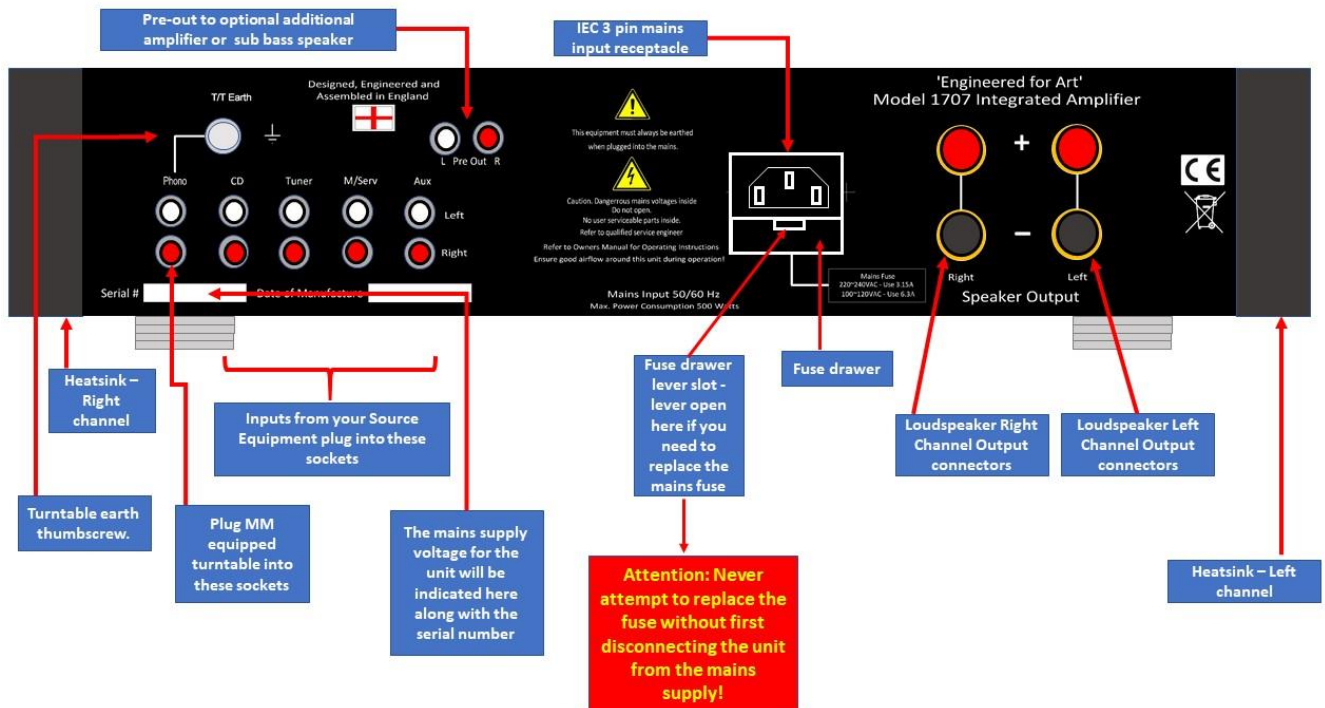 Pre-out to optional additional
amplifier or sub bass speaker
IEC 3 pin mains
input receptacle
T/T Earth
Designed, Engineered and
Assembled in England
L Pre Out R
Phono CD Tuner M/Serv Aux
Left
Right
Serial # Date of Manufacture
This equipment must always be earthed
when plugged into the mains.
Caution. Dangerrous mains voltages inside
Do not open.
No user serviceable parts inside.
Refer to qualified service engineer
Refer to Owners Manual for Operating Instructions
Ensure good airflow around this unit during operation!
Mains Input 50/60 Hz
Max. Power Consumption 500 Watts
Mains Fuse
220~240VAC - Use 3.15A
100~120VAC - Use 6.3A
'Engineered for Art'
Model 1707 Integrated Amplifier
+
–
Right Left
Speaker Output
CE
Heatsink –
Right
channel
Inputs from your Source
Equipment plug into these
sockets
Fuse drawer
lever slot -
lever open
here if you
need to
replace the
mains fuse
Fuse drawer
Loudspeaker Right
Channel Output
connectors
Loudspeaker Left
Channel Output
connectors
Turntable earth
thumbscrew.
Plug MM
equipped
turntable into
these sockets
The mains supply
voltage for the
unit will be
indicated here
along with the
serial number
Attention: Never
attempt to replace the
fuse without first
disconnecting the unit
from the mains
supply!
Heatsink – Left
channel